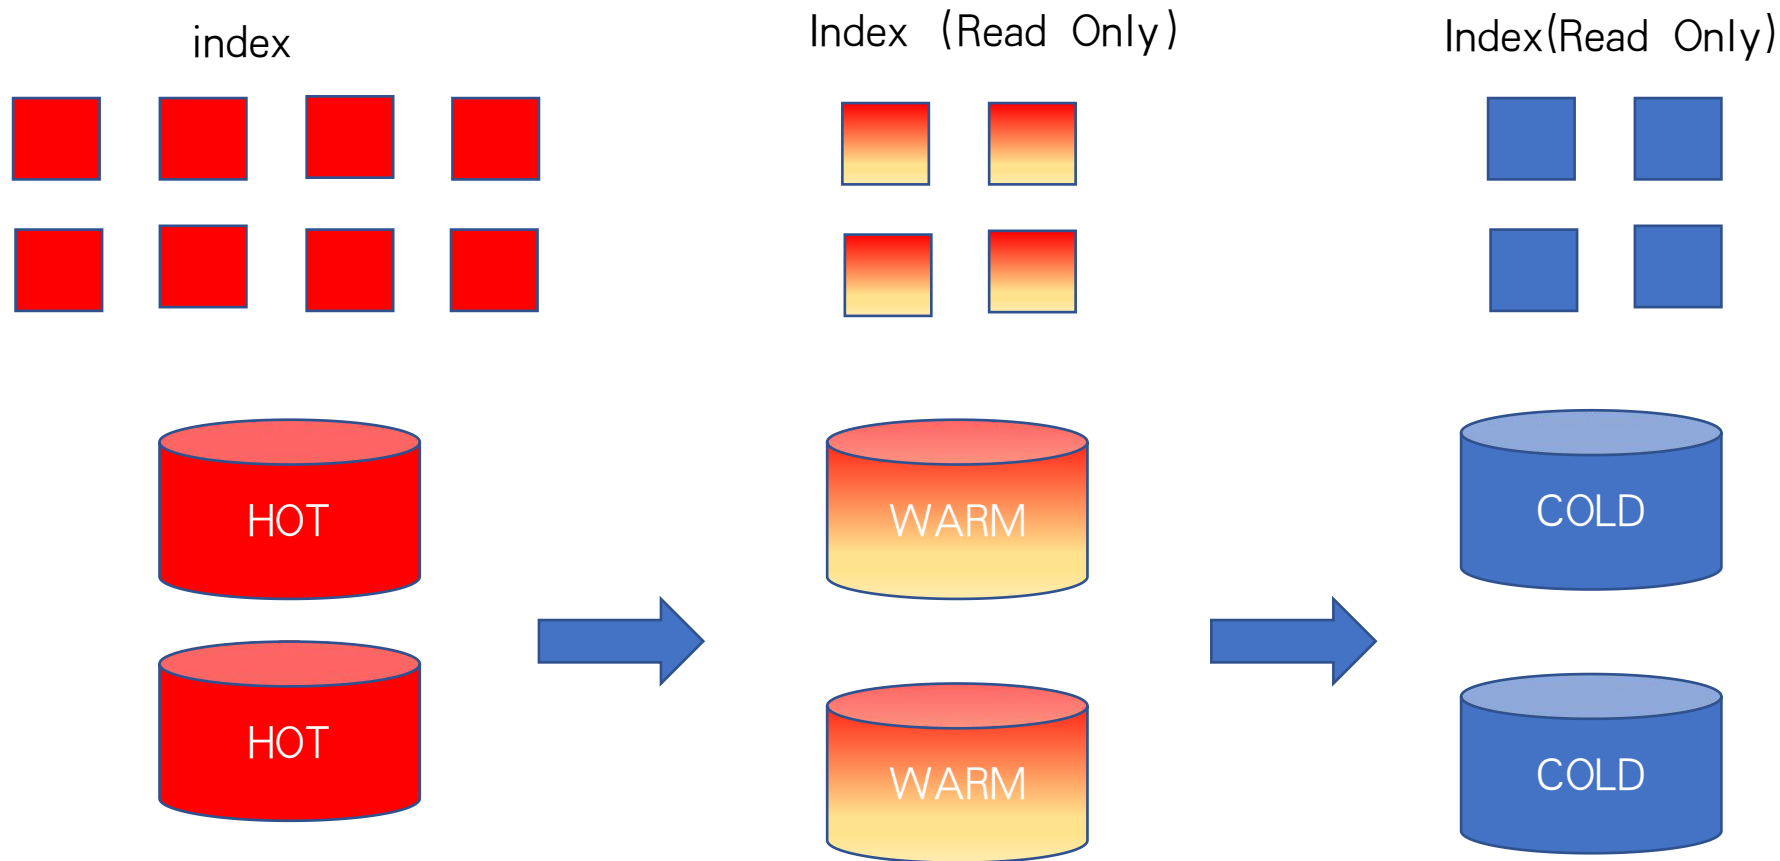 index
Index (Read Only)
Index(Read Only)
HOT
WARM
COLD
HOT
WARM
COLD